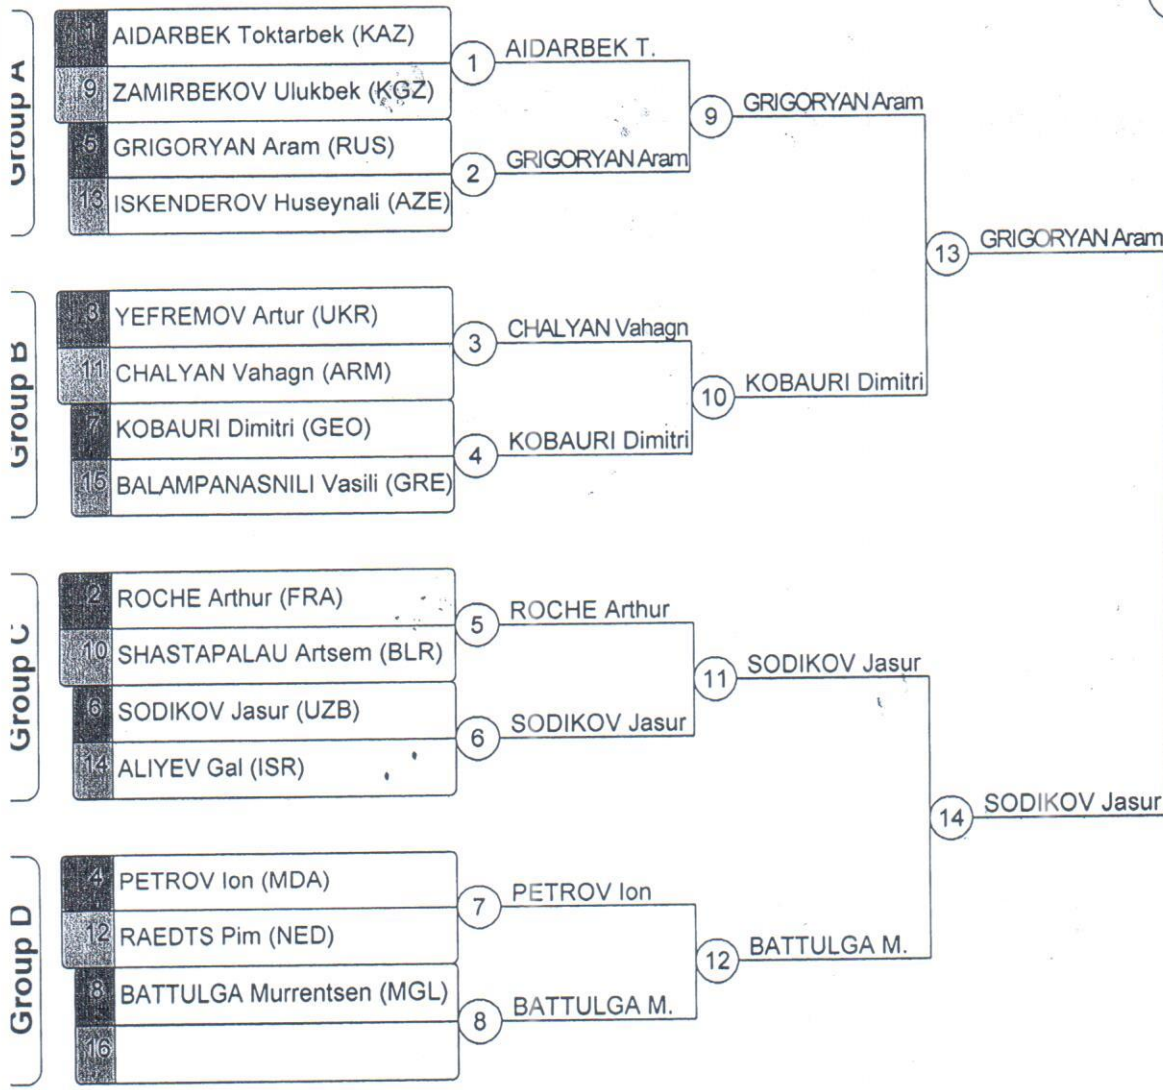 Group A
1 AIDARBEK Toktarbek (KAZ)
9 ZAMIRBEKOV Ulukbek (KGZ)
5 GRIGORYAN Aram (RUS)
13 ISKENDEROV Huseynali (AZE)
1 AIDARBEK T.
2 GRIGORYAN Aram
9 GRIGORYAN Aram
13 GRIGORYAN Aram
Group B
3 YEFREMOV Artur (UKR)
11 CHALYAN Vahagn (ARM)
7 KOBAURI Dimitri (GEO)
15 BALAMPANASNILI Vasili (GRE)
3 CHALYAN Vahagn
4 KOBAURI Dimitri
10 KOBAURI Dimitri
Group C
2 ROCHE Arthur (FRA)
10 SHASTAPALAU Artsem (BLR)
6 SODIKOV Jasur (UZB)
14 ALIYEV Gal (ISR)
5 ROCHE Arthur
6 SODIKOV Jasur
11 SODIKOV Jasur
14 SODIKOV Jasur
Group D
4 PETROV Ion (MDA)
12 RAEDTS Pim (NED)
8 BATTULGA Murrentsen (MGL)
16
7 PETROV Ion
8 BATTULGA M.
12 BATTULGA M.